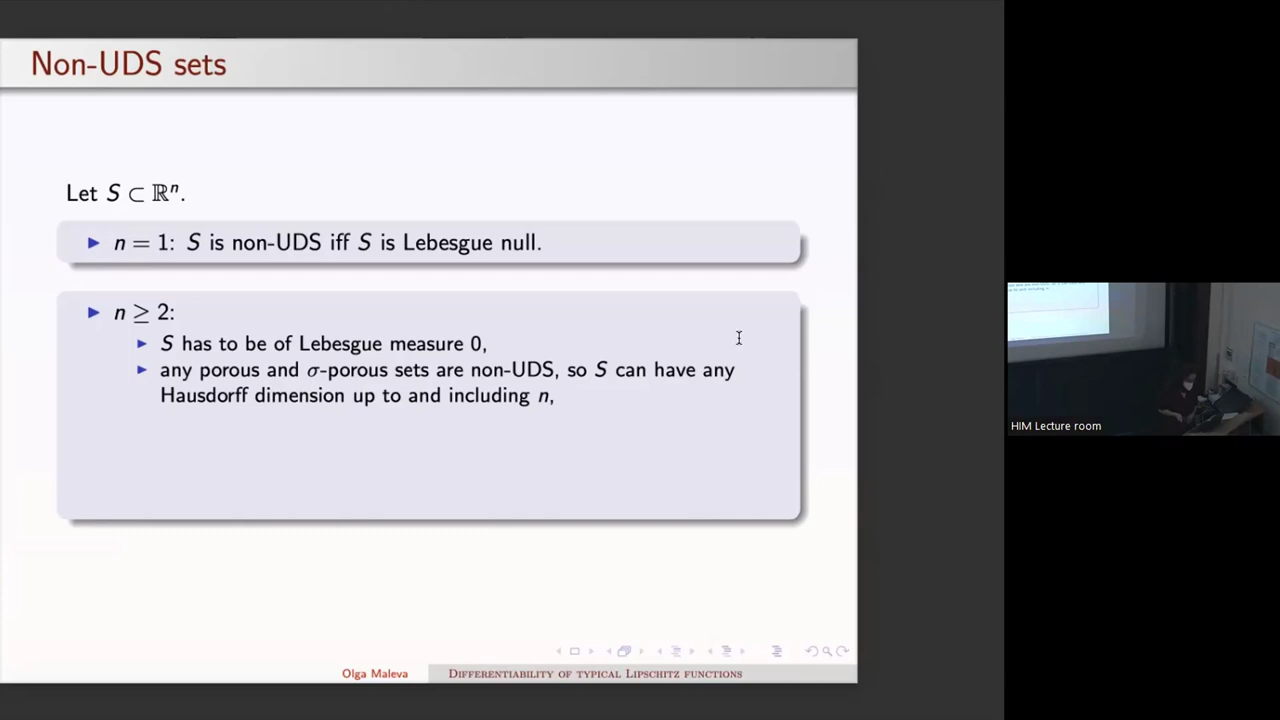 Non-UDS sets
Let S ⊂ ℝⁿ.
▶ n = 1: S is non-UDS iff S is Lebesgue null.
▶ n ≥ 2:
▶ S has to be of Lebesgue measure 0,
▶ any porous and σ-porous sets are non-UDS, so S can have any
Hausdorff dimension up to and including n,
Olga Maleva
Differentiability of typical Lipschitz functions
HIM Lecture room